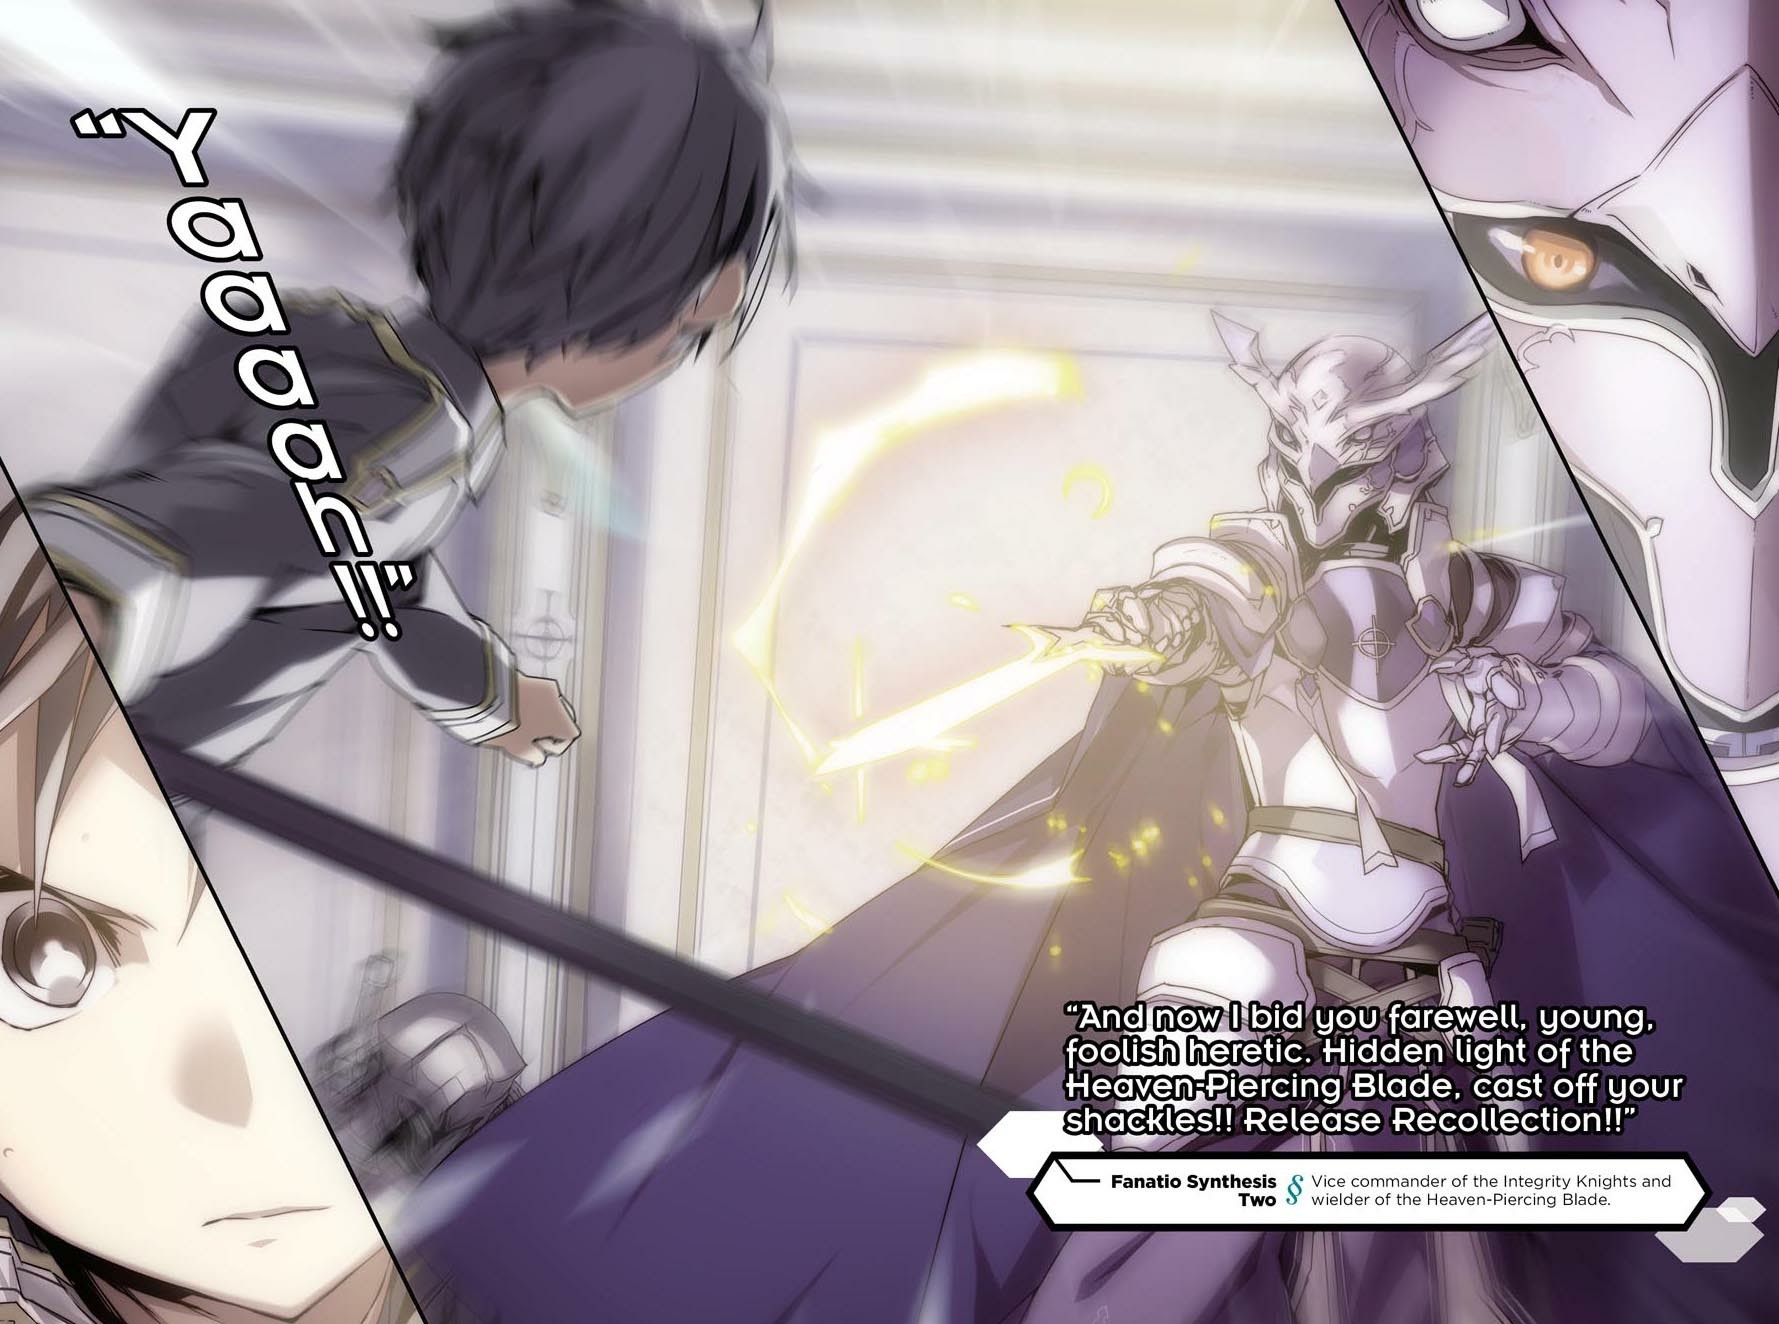 “Yaaaaah!!”
“And now I bid you farewell, young,
foolish heretic. Hidden light of the
Heaven-Piercing Blade, cast off your
shackles!! Release Recollection!!”
Fanatio Synthesis
Two
§
Vice commander of the Integrity Knights and
wielder of the Heaven-Piercing Blade.